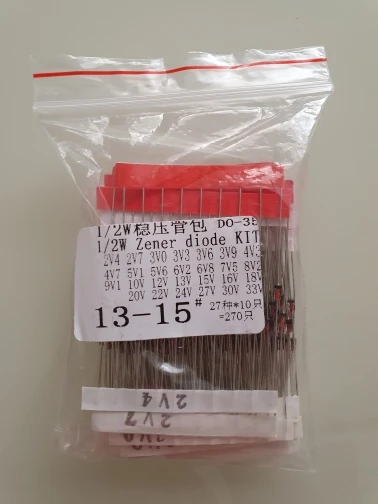 1/2W稳压管包 DO-35
1/2W Zener diode KIT
2V4 2V7 3V0 3V3 3V6 3V9 4V3
4V7 5V1 5V6 6V2 6V8 7V5 8V2
9V1 10V 12V 13V 15V 16V 18V
20V 22V 24V 27V 30V 33V
13-15# 27种*10只
=270只
2V4
2V7
3V0